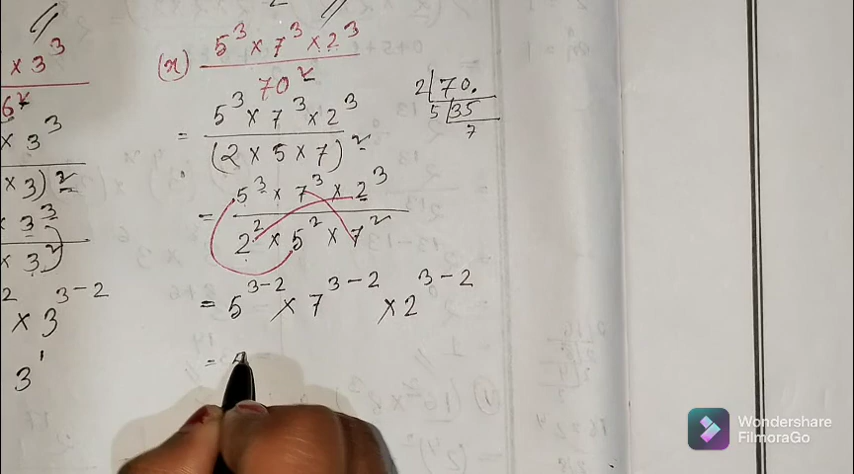 × 3³
6²
× 3³
× 3)²
× 3³
× 3²
² × 3³⁻²
3¹
(x) 5³ × 7³ × 2³
70²
= 5³ × 7³ × 2³
(2 × 5 × 7)²
= 5³ × 7³ × 2³
2² × 5² × 7²
= 5³⁻² × 7³⁻² × 2³⁻²
=
2 70
5 35
7
Wondershare
FilmoraGo